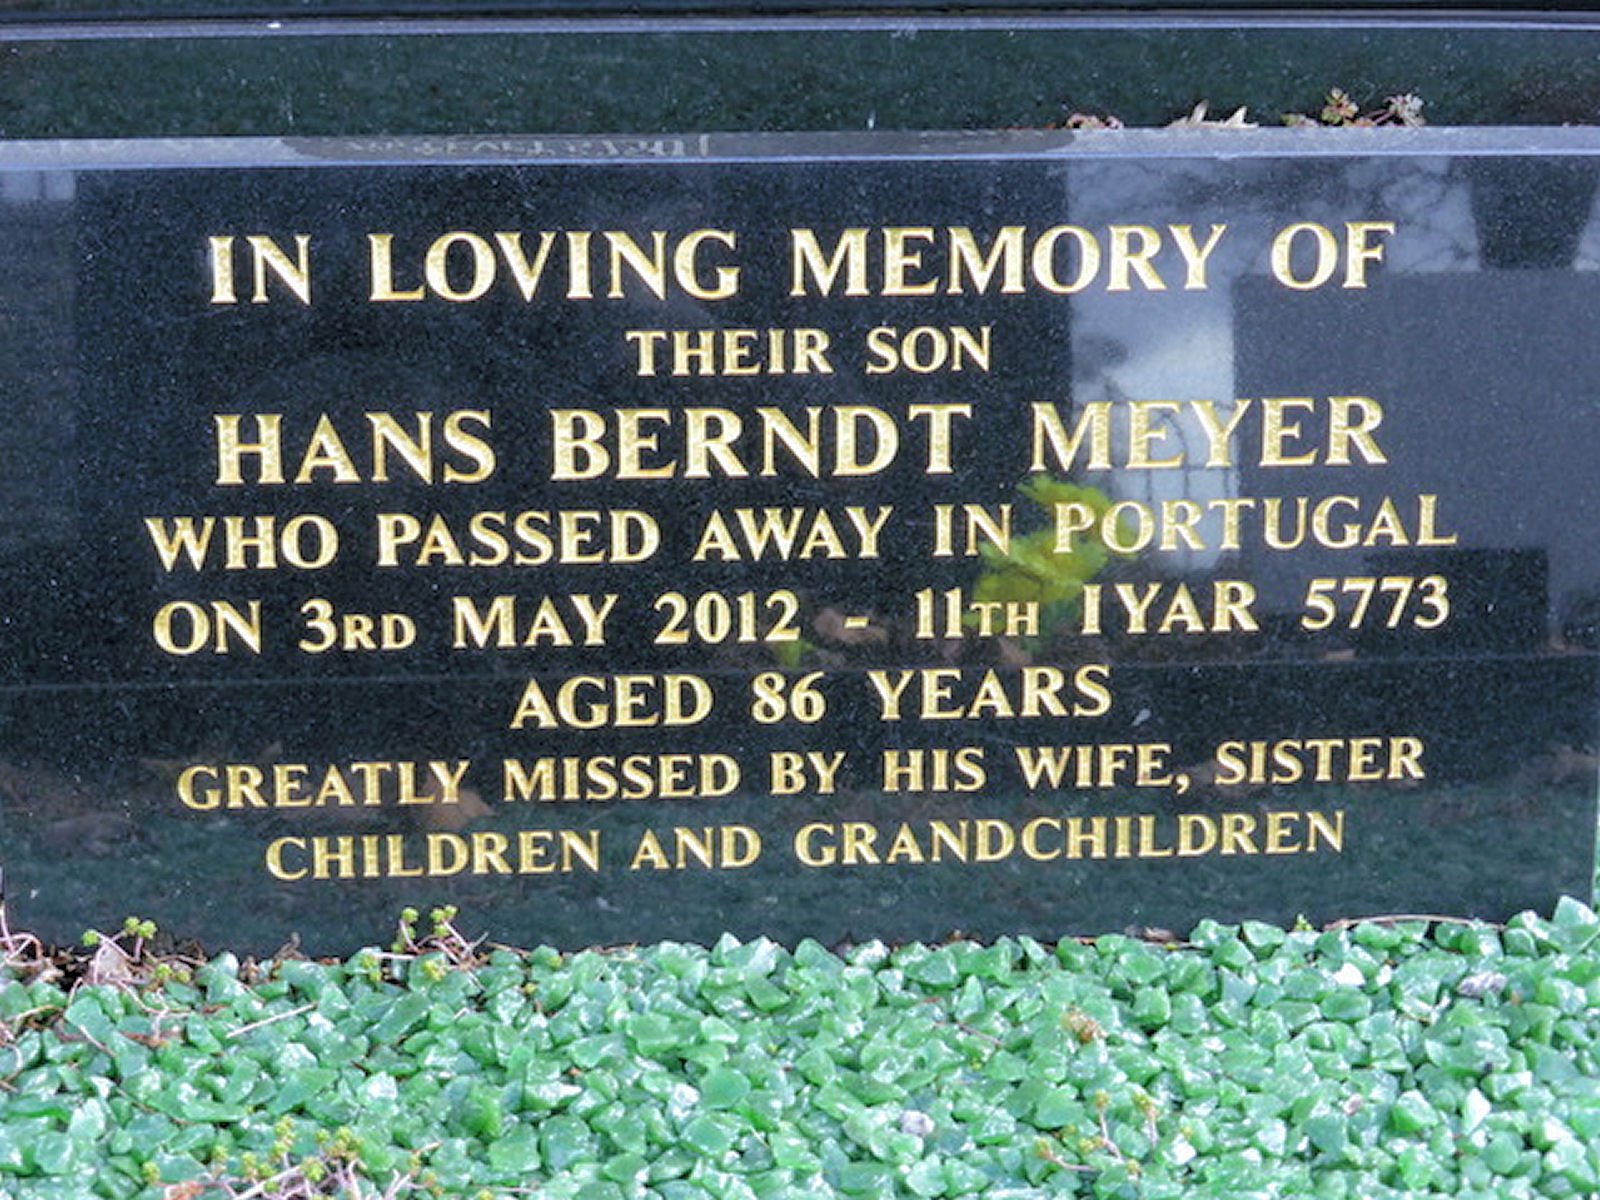 IN LOVING MEMORY OF
THEIR SON
HANS BERNDT MEYER
WHO PASSED AWAY IN PORTUGAL
ON 3RD MAY 2012 - 11TH IYAR 5773
AGED 86 YEARS
GREATLY MISSED BY HIS WIFE, SISTER
CHILDREN AND GRANDCHILDREN